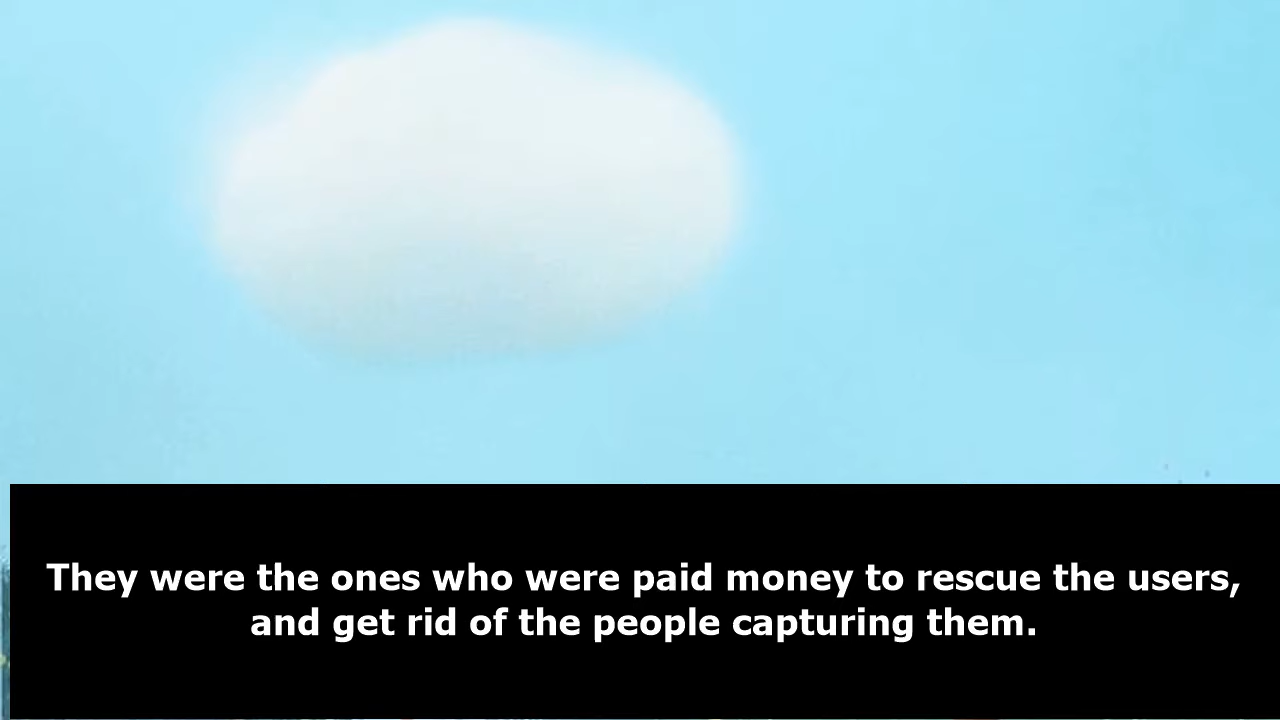 They were the ones who were paid money to rescue the users,
and get rid of the people capturing them.